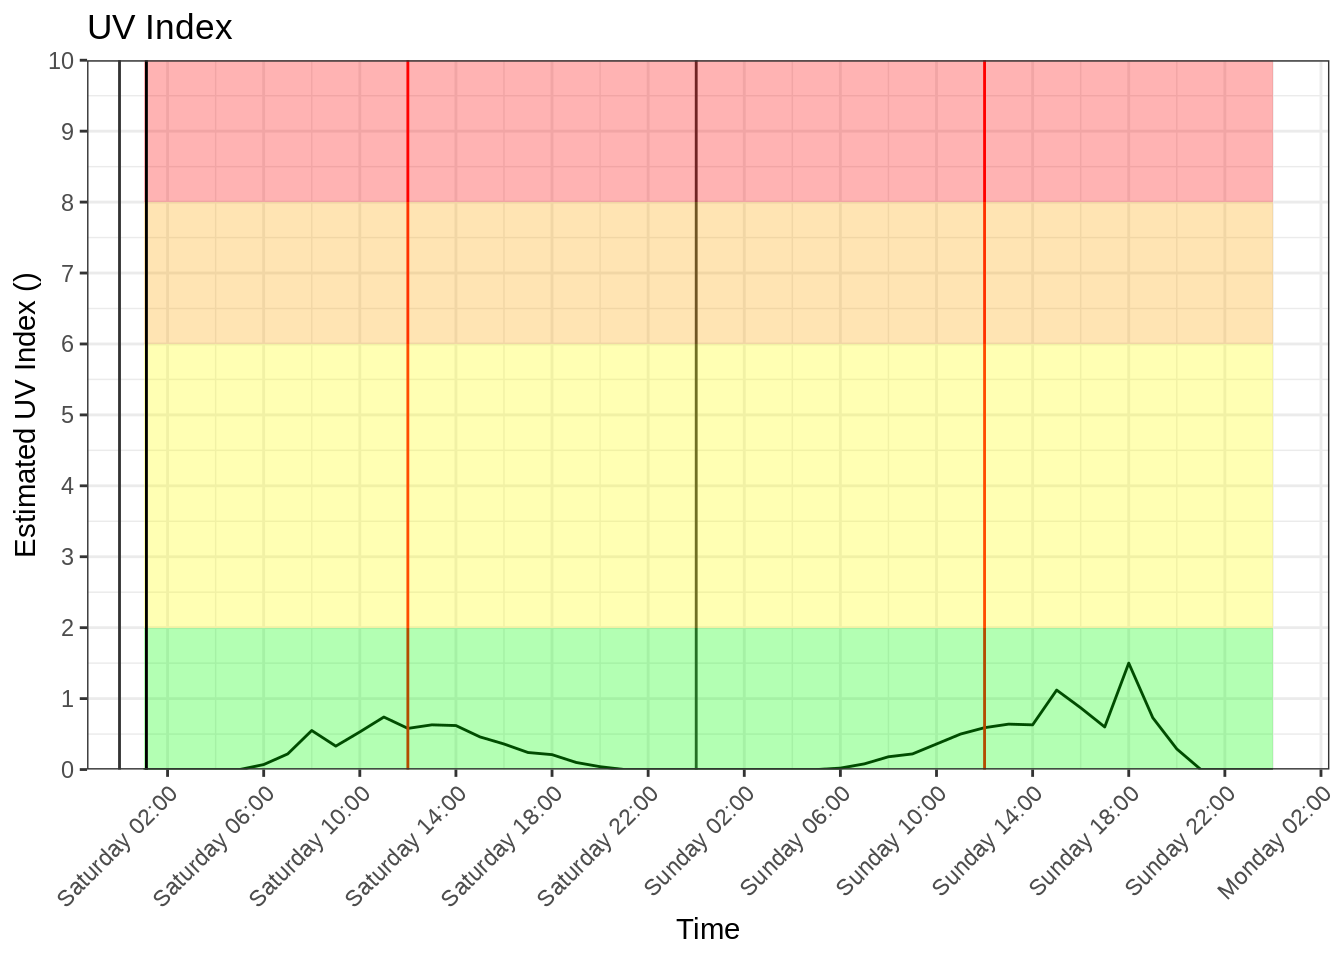 UV Index
Estimated UV Index ()
10
9
8
7
6
5
4
3
2
1
0
Saturday 02:00
Saturday 06:00
Saturday 10:00
Saturday 14:00
Saturday 18:00
Saturday 22:00
Sunday 02:00
Sunday 06:00
Sunday 10:00
Sunday 14:00
Sunday 18:00
Sunday 22:00
Monday 02:00
Time